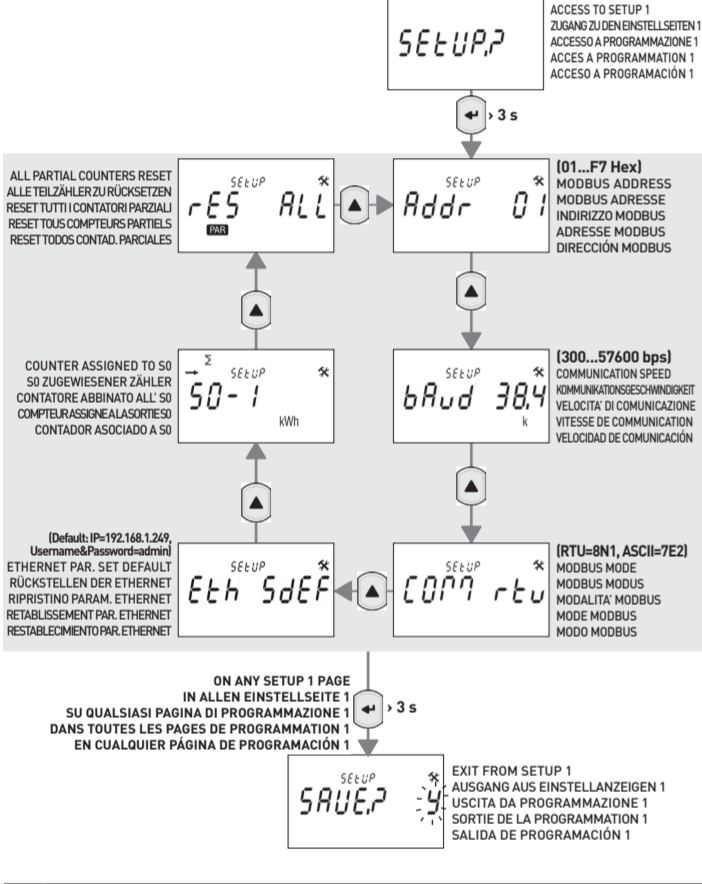 SEtUP.?
ACCESS TO SETUP 1
ZUGANG ZU DEN EINSTELLSEITEN 1
ACCESSO A PROGRAMMAZIONE 1
ACCES A PROGRAMMATION 1
ACCESO A PROGRAMACIÓN 1
› 3 s
ALL PARTIAL COUNTERS RESET
ALLE TEILZÄHLER ZU RÜCKSETZEN
RESET TUTTI I CONTATORI PARZIALI
RESET TOUS COMPTEURS PARTIELS
RESET TODOS CONTAD. PARCIALES
SEtUP
rES ALL
PAR
SEtUP
Addr 01
(01...F7 Hex)
MODBUS ADDRESS
MODBUS ADRESSE
INDIRIZZO MODBUS
ADRESSE MODBUS
DIRECCIÓN MODBUS
COUNTER ASSIGNED TO S0
S0 ZUGEWIESENER ZÄHLER
CONTATORE ABBINATO ALL' S0
COMPTEUR ASSIGNE A LA SORTIE S0
CONTADOR ASOCIADO A S0
Σ
→ SEtUP
S0-1
kWh
SEtUP
bAud 38.4
k
(300...57600 bps)
COMMUNICATION SPEED
KOMMUNIKATIONSGESCHWINDIGKEIT
VELOCITA' DI COMUNICAZIONE
VITESSE DE COMMUNICATION
VELOCIDAD DE COMUNICACIÓN
(Default: IP=192.168.1.249,
Username&Password=admin)
ETHERNET PAR. SET DEFAULT
RÜCKSTELLEN DER ETHERNET
RIPRISTINO PARAM. ETHERNET
RETABLISSEMENT PAR. ETHERNET
RESTABLECIMIENTO PAR. ETHERNET
SEtUP
Eth SdEF
SEtUP
COM rtu
(RTU=8N1, ASCII=7E2)
MODBUS MODE
MODBUS MODUS
MODALITA' MODBUS
MODE MODBUS
MODO MODBUS
ON ANY SETUP 1 PAGE
IN ALLEN EINSTELLSEITE 1
SU QUALSIASI PAGINA DI PROGRAMMAZIONE 1
DANS TOUTES LES PAGES DE PROGRAMMATION 1
EN CUALQUIER PÁGINA DE PROGRAMACIÓN 1
› 3 s
SEtUP
SAVE.? y
EXIT FROM SETUP 1
AUSGANG AUS EINSTELLANZEIGEN 1
USCITA DA PROGRAMMAZIONE 1
SORTIE DE LA PROGRAMMATION 1
SALIDA DE PROGRAMACIÓN 1